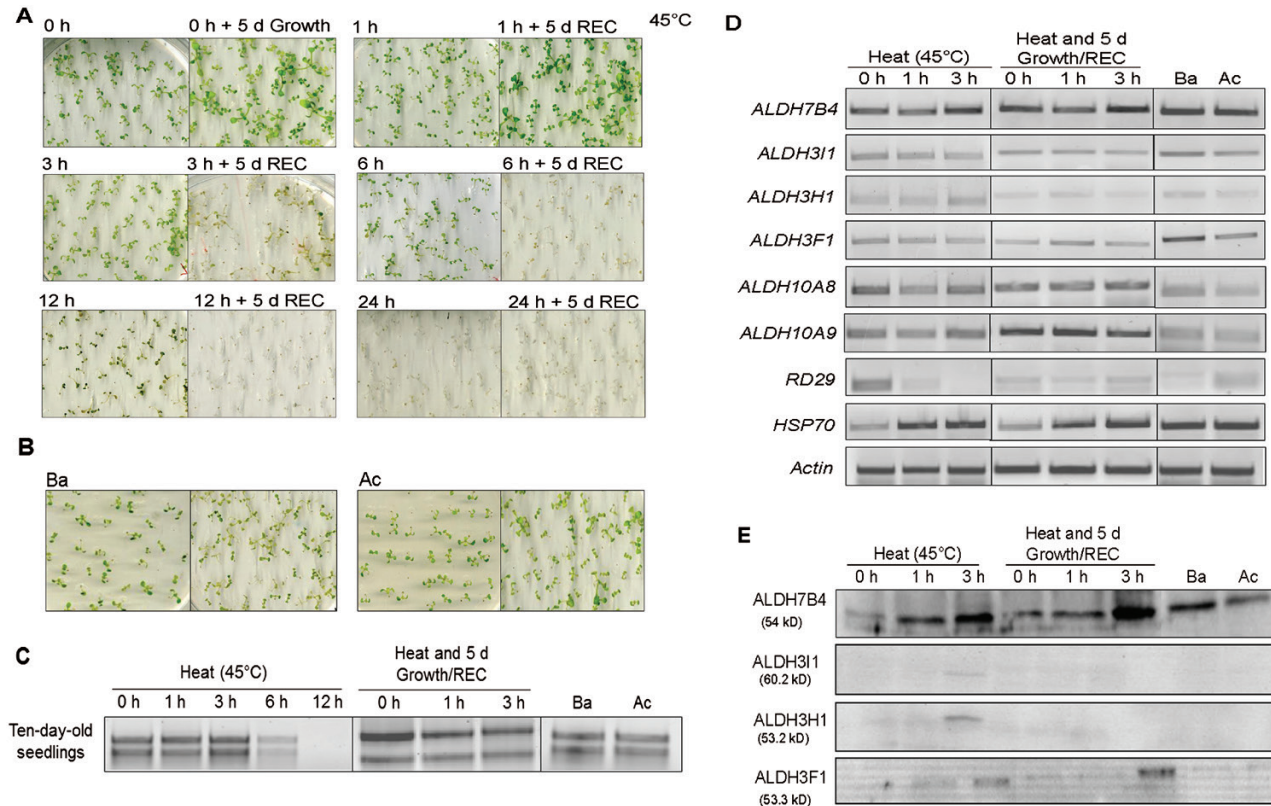 A
45°C
0 h
0 h + 5 d Growth
1 h
1 h + 5 d REC
3 h
3 h + 5 d REC
6 h
6 h + 5 d REC
12 h
12 h + 5 d REC
24 h
24 h + 5 d REC
B
Ba
Ac
C
Heat (45°C)
Heat and 5 d
Growth/REC
0 h 1 h 3 h 6 h 12 h 0 h 1 h 3 h Ba Ac
Ten-day-old
seedlings
D
Heat (45°C)
Heat and 5 d
Growth/REC
0 h 1 h 3 h 0 h 1 h 3 h Ba Ac
ALDH7B4
ALDH3I1
ALDH3H1
ALDH3F1
ALDH10A8
ALDH10A9
RD29
HSP70
Actin
E
Heat (45°C)
Heat and 5 d
Growth/REC
0 h 1 h 3 h 0 h 1 h 3 h Ba Ac
ALDH7B4
(54 kD)
ALDH3I1
(60.2 kD)
ALDH3H1
(53.2 kD)
ALDH3F1
(53.3 kD)